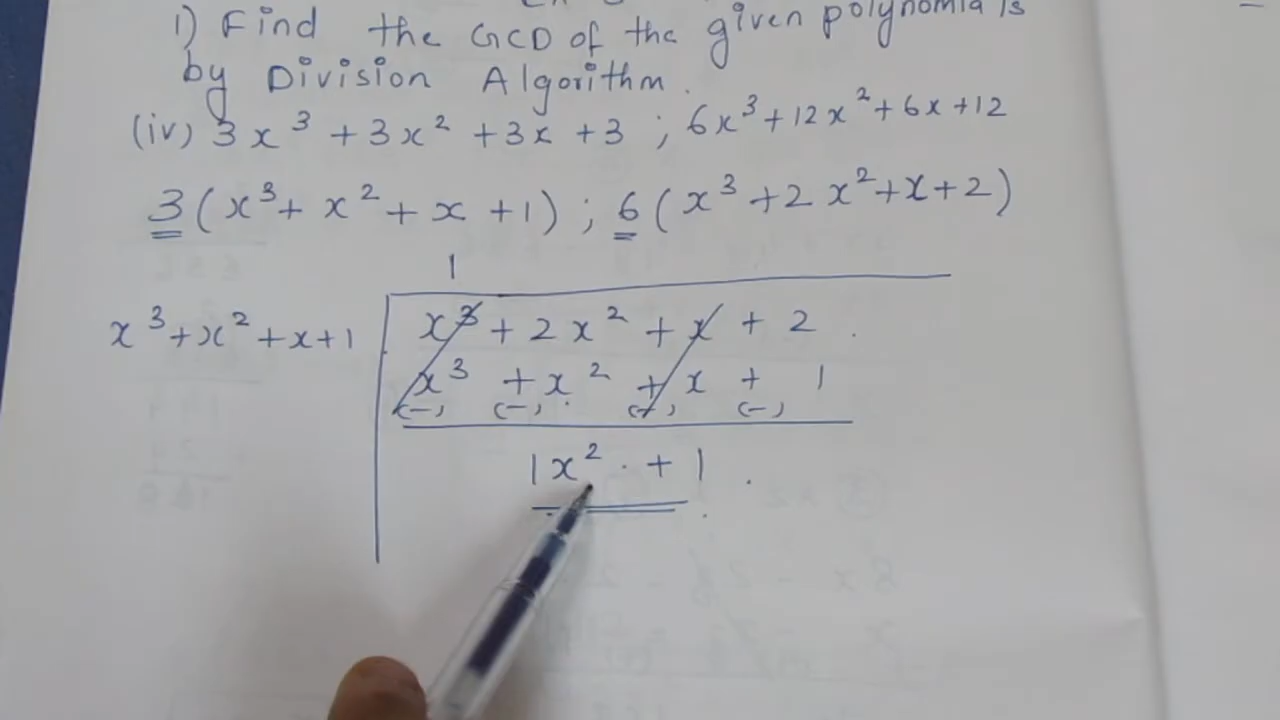 1) Find the GCD of the given polynomials
by Division Algorithm.
(iv) 3x³ + 3x² + 3x + 3 ; 6x³ + 12x² + 6x + 12
3(x³ + x² + x + 1) ; 6(x³ + 2x² + x + 2)
1
x³ + x² + x + 1 x³ + 2x² + x + 2
x³ + x² + x + 1
(-) (-) (-) (-)
1x² + 1